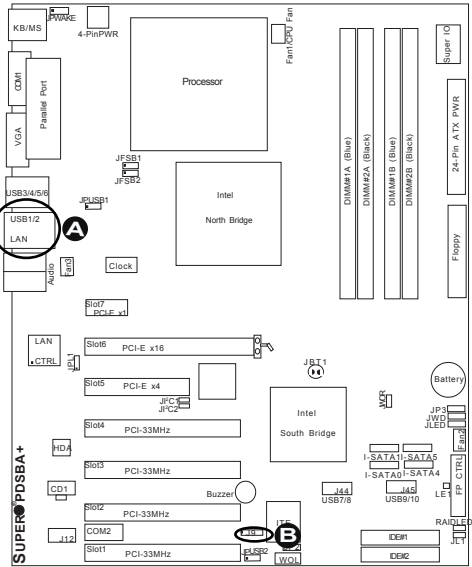 JPWAKE
KB/MS
4-PinPWR
Fan1/CPU Fan
Super IO
COM1
Parallel Port
Processor
VGA
24-Pin ATX PWR
DIMM#1A (Blue)
DIMM#2A (Black)
DIMM#1B (Blue)
DIMM#2B (Black)
JFSB1
JFSB2
USB3/4/5/6
JPUSB1
Intel
North Bridge
USB1/2
LAN
A
Floppy
Audio
Fan3
Clock
Slot7
PCI-E x1
LAN
CTRL
JPL1
Slot6
PCI-E x16
JBT1
Slot5
PCI-E x4
Battery
JI²C1
JI²C2
JWOR
JP3
JWD
JLED
Slot4
PCI-33MHz
Intel
South Bridge
Fan2
HDA
I-SATA1
I-SATA5
I-SATA0
I-SATA4
FP CTRL
Slot3
PCI-33MHz
CD1
Buzzer
J44
USB7/8
J45
USB9/10
LE1
SUPER PDSBA+
Slot2
PCI-33MHz
ITE
RAIDLED
J12
COM2
J9
B
IDE#1
JL1
Slot1
PCI-33MHz
JPUSB2
WOL
IDE#2